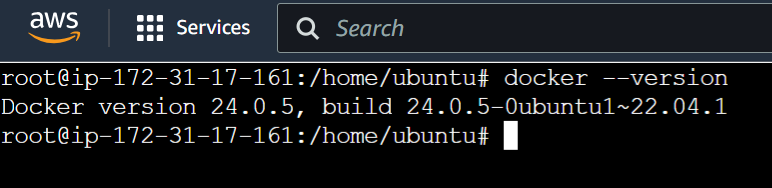 aws
Services
Search
root@ip-172-31-17-161:/home/ubuntu# docker --version
Docker version 24.0.5, build 24.0.5-0ubuntu1~22.04.1
root@ip-172-31-17-161:/home/ubuntu#